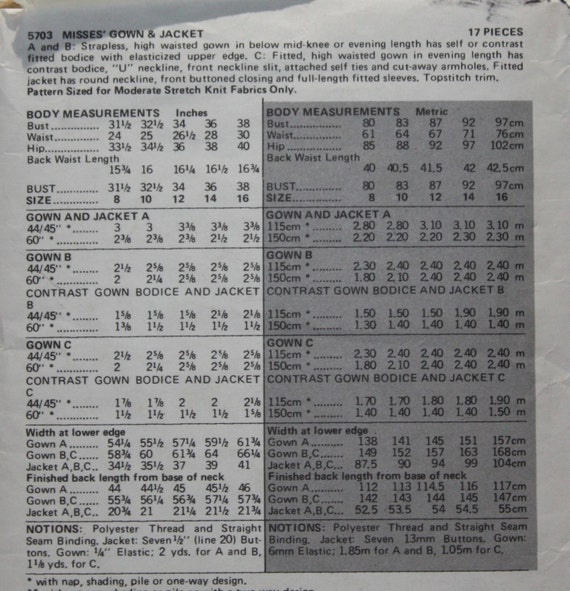 5703 MISSES' GOWN & JACKET 17 PIECES
A and B: Strapless, high waisted gown in below mid-knee or evening length has self or contrast
fitted bodice with elasticized upper edge. C: Fitted, high waisted gown in evening length has
contrast bodice, "U" neckline, front neckline slit, attached self ties and cut-away armholes. Fitted
jacket has round neckline, front buttoned closing and full-length fitted sleeves. Topstitch trim.
Pattern Sized for Moderate Stretch Knit Fabrics Only.
BODY MEASUREMENTS Inches
Bust............... 31½ 32½ 34 36 38
Waist.............. 24 25 26½ 28 30
Hip................ 33½ 34½ 36 38 40
Back Waist Length
15¾ 16 16¼ 16½ 16¾
BUST............. 31½ 32½ 34 36 38
SIZE.............. 8 10 12 14 16
GOWN AND JACKET A
44/45" *........ 3 3 3⅜ 3⅜ 3⅜
60" *............ 2⅜ 2⅜ 2⅜ 2½ 2½
GOWN B
44/45" *........ 2½ 2⅝ 2⅝ 2⅝ 2⅝
60" *............ 2 2¼ 2⅝ 2⅝ 2⅝
CONTRAST GOWN BODICE AND JACKET
B
44/45" *........ 1⅝ 1⅝ 1⅝ 2⅛ 2⅛
60" *............ 1⅜ 1½ 1½ 1½ 1½
GOWN C
44/45" *........ 2½ 2⅝ 2⅝ 2⅝ 2⅝
60" *............ 2 2¼ 2⅝ 2⅝ 2⅝
CONTRAST GOWN BODICE AND JACKET
C
44/45" *........ 1⅞ 1⅞ 2 2 2⅛
60" *............ 1½ 1½ 1½ 1½ 1⅝
Width at lower edge
Gown A........ 54¼ 55½ 57¼ 59½ 61¾
Gown B,C..... 58¾ 60 61¾ 64 66¼
Jacket A,B,C.. 34½ 35½ 37 39 41
Finished back length from base of neck
Gown A........ 44 44½ 45 45½ 46
Gown B,C..... 55¾ 56¼ 56¾ 57¼ 57¾
Jacket A,B,C.. 20¾ 21 21¼ 21½ 21¾
NOTIONS: Polyester Thread and Straight
Seam Binding. Jacket: Seven ½" (line 20) But-
tons. Gown: ¼" Elastic; 2 yds. for A and B,
1⅛ yds. for C.
BODY MEASUREMENTS Metric
Bust............... 80 83 87 92 97cm
Waist.............. 61 64 67 71 76cm
Hip................ 85 88 92 97 102cm
Back Waist Length
40 40.5 41.5 42 42.5cm
BUST............. 80 83 87 92 97cm
SIZE.............. 8 10 12 14 16
GOWN AND JACKET A
115cm *......... 2.80 2.80 3.10 3.10 3.10 m
150cm *......... 2.20 2.20 2.20 2.30 2.30 m
GOWN B
115cm *......... 2.30 2.40 2.40 2.40 2.40 m
150cm *......... 1.80 2.10 2.40 2.40 2.40 m
CONTRAST GOWN BODICE AND JACKET B
115cm *......... 1.50 1.50 1.50 1.90 1.90 m
150cm *......... 1.30 1.40 1.40 1.40 1.40 m
GOWN C
115cm *......... 2.30 2.40 2.40 2.40 2.40 m
150cm *......... 1.80 2.10 2.40 2.40 2.40 m
CONTRAST GOWN BODICE AND JACKET C
115cm *......... 1.70 1.70 1.80 1.80 1.90 m
150cm *......... 1.40 1.40 1.40 1.40 1.50 m
Width at lower edge
Gown A.......... 138 141 145 151 157cm
Gown B,C....... 149 152 157 163 168cm
Jacket A,B,C... 87.5 90 94 99 104cm
Finished back length from base of neck
Gown A.......... 112 113 114.5 116 117cm
Gown B,C....... 142 143 144 145 147cm
Jacket A,B,C... 52.5 53.5 54 54.5 55cm
NOTIONS: Polyester Thread and Straight Seam
Binding. Jacket: Seven 13mm Buttons. Gown:
6mm Elastic; 1.85m for A and B, 1.05m for C.
* with nap, shading, pile or one-way design.